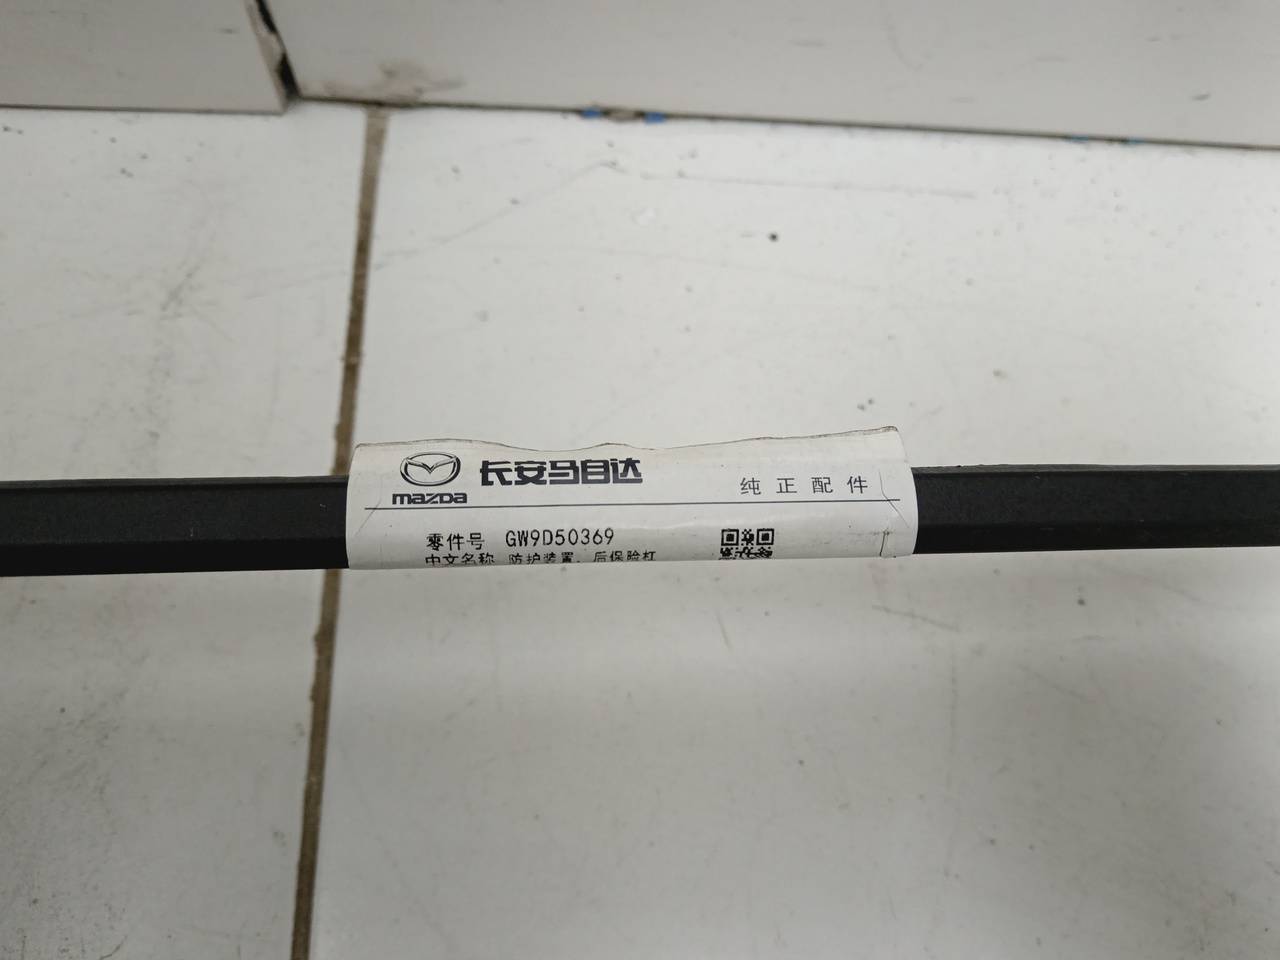 长安马自达
mazda
纯正配件
零件号 GW9D50369
中文名称 防护装置，后保险杠